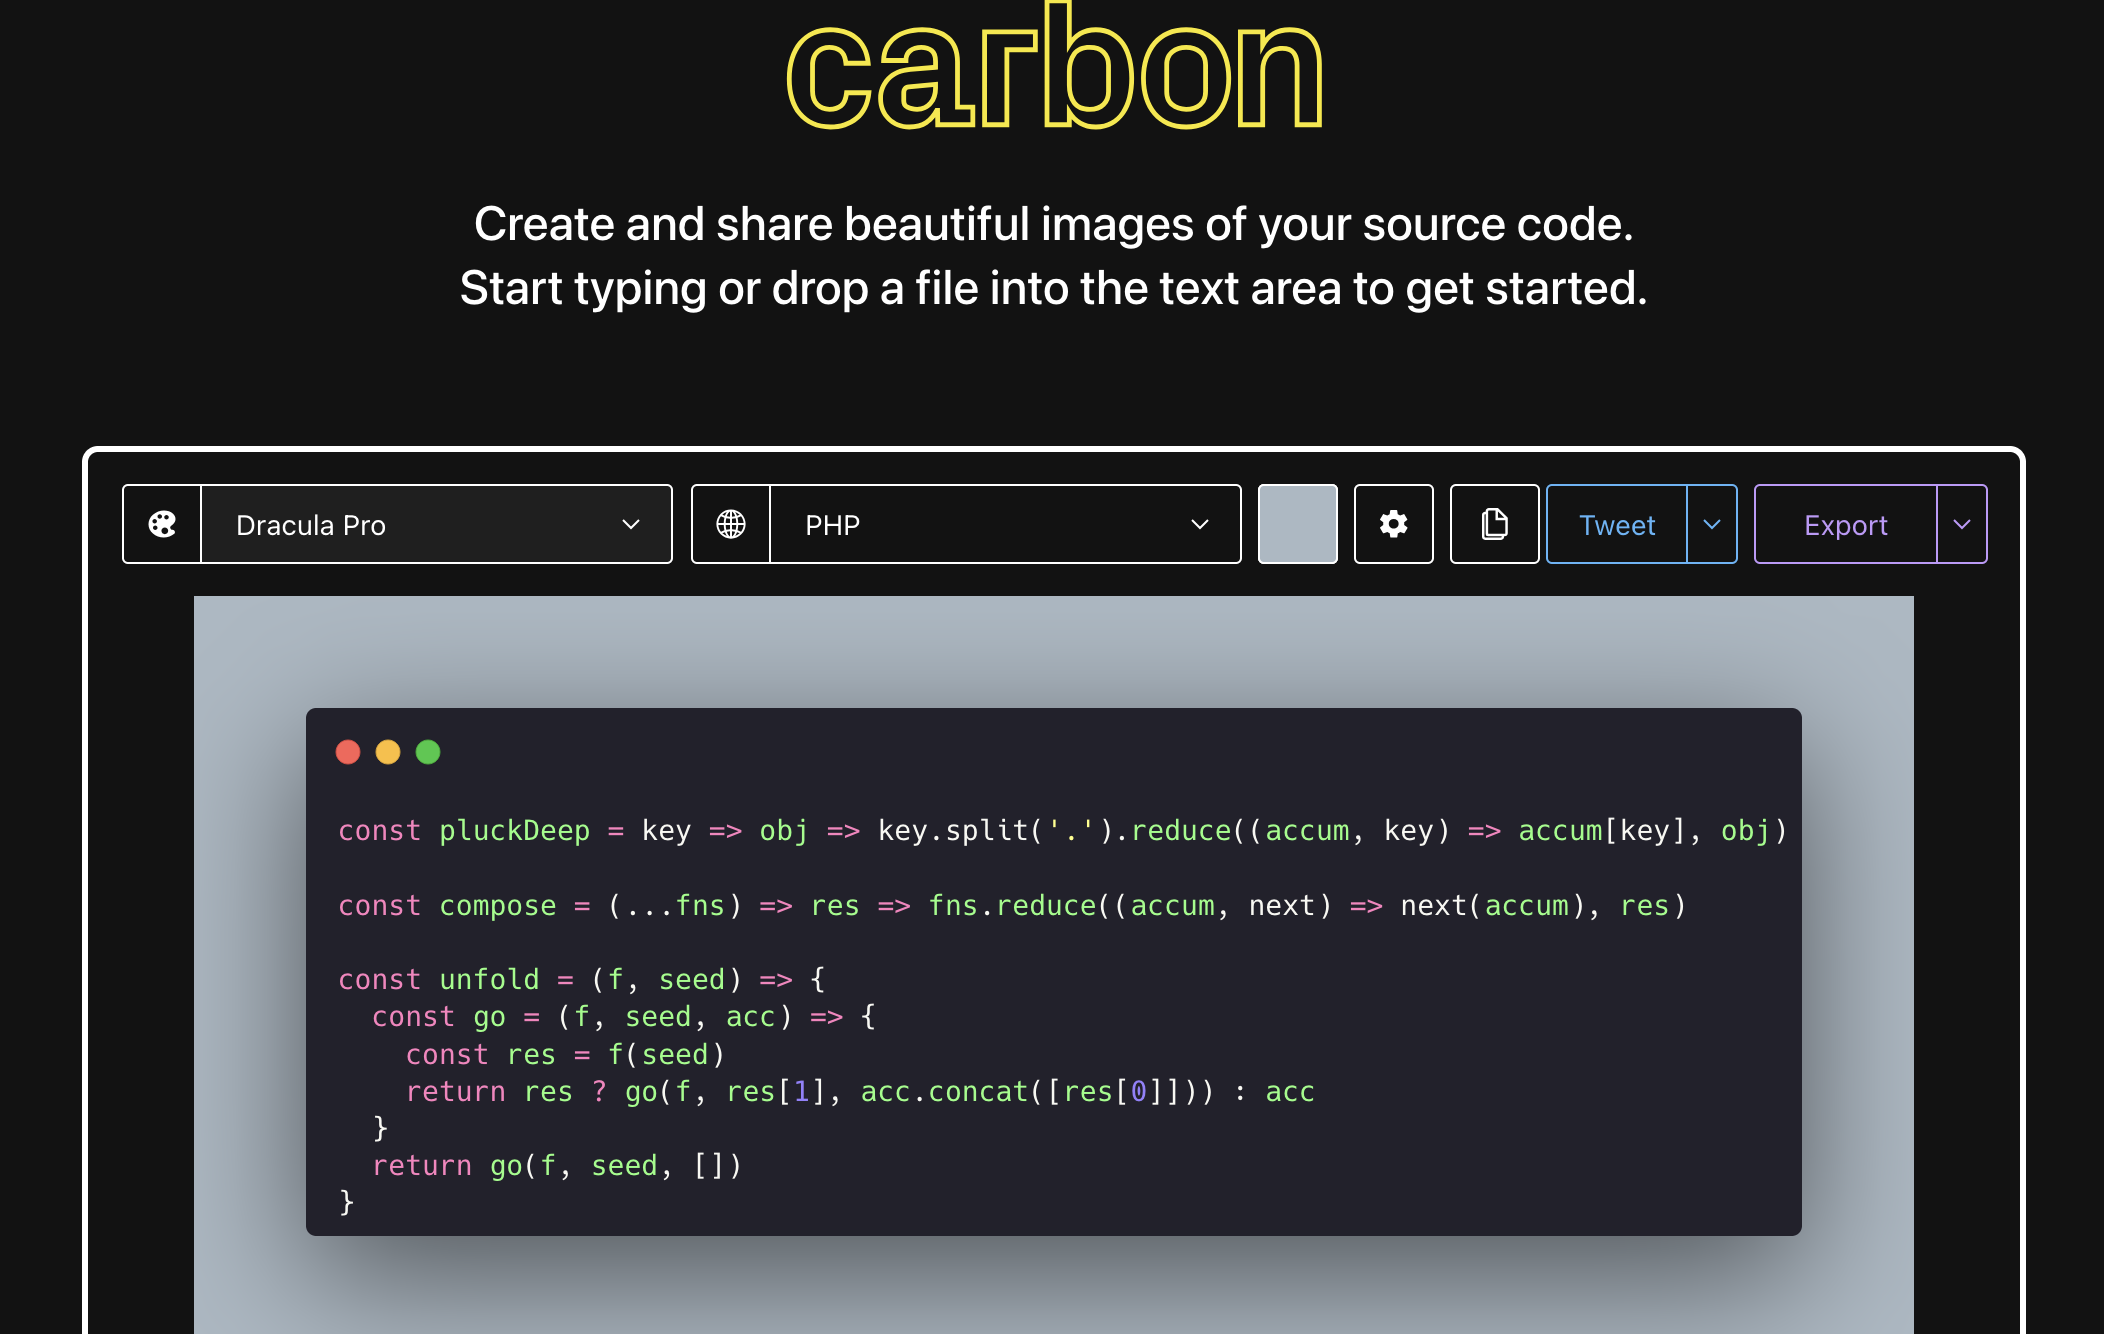 carbon
Create and share beautiful images of your source code.
Start typing or drop a file into the text area to get started.
Dracula Pro PHP Tweet Export
const pluckDeep = key => obj => key.split('.').reduce((accum, key) => accum[key], obj)
const compose = (...fns) => res => fns.reduce((accum, next) => next(accum), res)
const unfold = (f, seed) => {
  const go = (f, seed, acc) => {
    const res = f(seed)
    return res ? go(f, res[1], acc.concat([res[0]])) : acc
  }
  return go(f, seed, [])
}